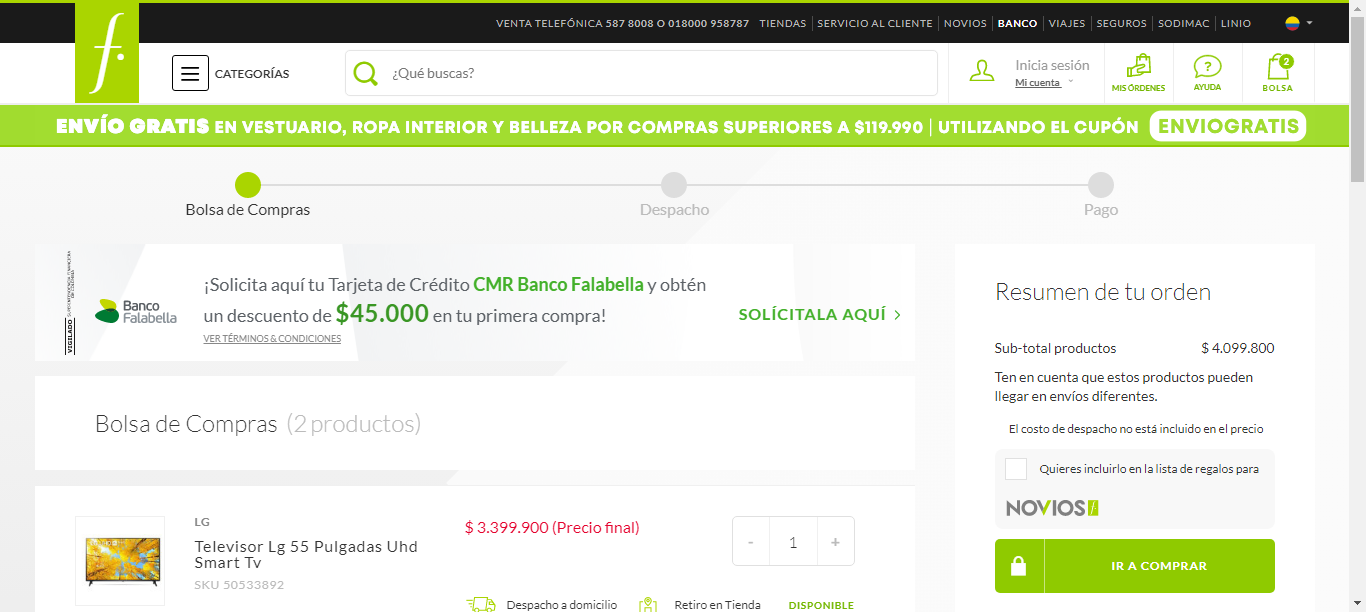 VENTA TELEFÓNICA 587 8008 O 018000 958787 TIENDAS SERVICIO AL CLIENTE NOVIOS BANCO VIAJES SEGUROS SODIMAC LINIO
f.
CATEGORÍAS
¿Qué buscas?
Inicia sesión
Mi cuenta
MIS ÓRDENES
AYUDA
2
BOLSA
ENVÍO GRATIS EN VESTUARIO, ROPA INTERIOR Y BELLEZA POR COMPRAS SUPERIORES A $119.990 | UTILIZANDO EL CUPÓN ENVIOGRATIS
Bolsa de Compras
Despacho
Pago
VIGILADO
Banco
Falabella
¡Solicita aquí tu Tarjeta de Crédito CMR Banco Falabella y obtén
un descuento de $45.000 en tu primera compra!
VER TÉRMINOS & CONDICIONES
SOLÍCITALA AQUÍ >
Bolsa de Compras (2 productos)
LG
Televisor Lg 55 Pulgadas Uhd
Smart Tv
SKU 50533892
$ 3.399.900 (Precio final)
- 1 +
Despacho a domicilio
Retiro en Tienda
DISPONIBLE
Resumen de tu orden
Sub-total productos $ 4.099.800
Ten en cuenta que estos productos pueden
llegar en envíos diferentes.
El costo de despacho no está incluido en el precio
Quieres incluirlo en la lista de regalos para
NOVIOS f
IR A COMPRAR